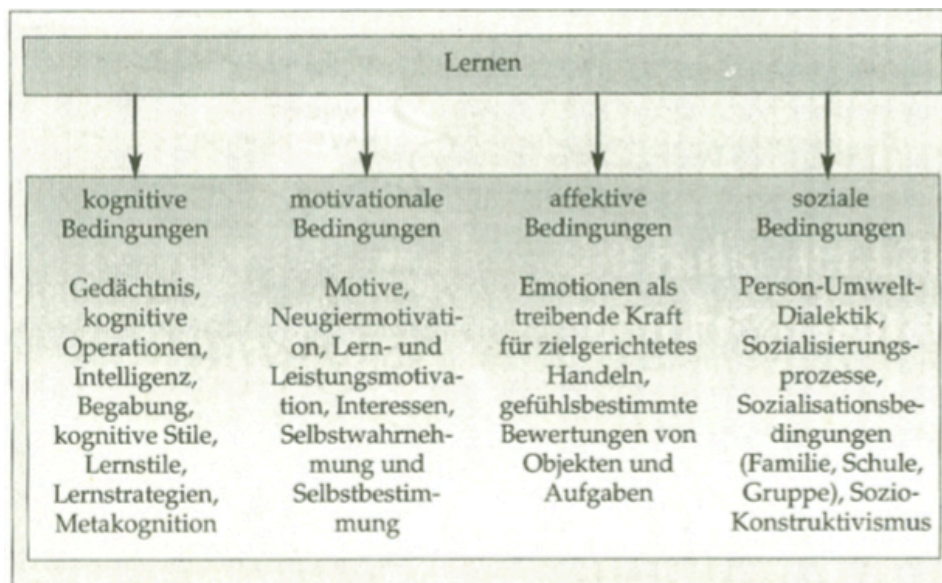 Lernen
kognitive
Bedingungen
Gedächtnis,
kognitive
Operationen,
Intelligenz,
Begabung,
kognitive Stile,
Lernstile,
Lernstrategien,
Metakognition
motivationale
Bedingungen
Motive,
Neugiermotivati-
on, Lern- und
Leistungsmotiva-
tion, Interessen,
Selbstwahrneh-
mung und
Selbstbestim-
mung
affektive
Bedingungen
Emotionen als
treibende Kraft
für zielgerichtetes
Handeln,
gefühlsbestimmte
Bewertungen von
Objekten und
Aufgaben
soziale
Bedingungen
Person-Umwelt-
Dialektik,
Sozialisierungs-
prozesse,
Sozialisationsbe-
dingungen
(Familie, Schule,
Gruppe), Sozio-
Konstruktivismus